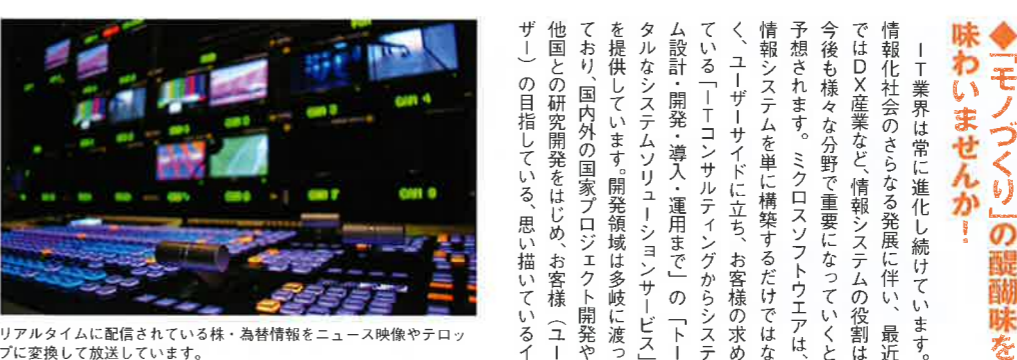 ◆「モノづくり」の醍醐味を
味わいませんか!
IT業界は常に進化し続けています。
情報化社会のさらなる発展に伴い、最近
ではDX産業など、情報システムの役割は
今後も様々な分野で重要になっていくと
予想されます。ミクロスソフトウエアは、
情報システムを単に構築するだけではな
く、ユーザーサイドに立ち、お客様の求め
ている「ITコンサルティングからシステ
ム設計・開発・導入・運用まで」の「トー
タルなシステムソリューションサービス」
を提供しています。開発領域は多岐に渡っ
ており、国内外の国家プロジェクト開発や
他国との研究開発をはじめ、お客様(ユー
ザー)の目指している、思い描いているイ
CAM 4
CAM 7
CAM 8
リアルタイムに配信されている株・為替情報をニュース映像やテロッ
プに変換して放送しています。